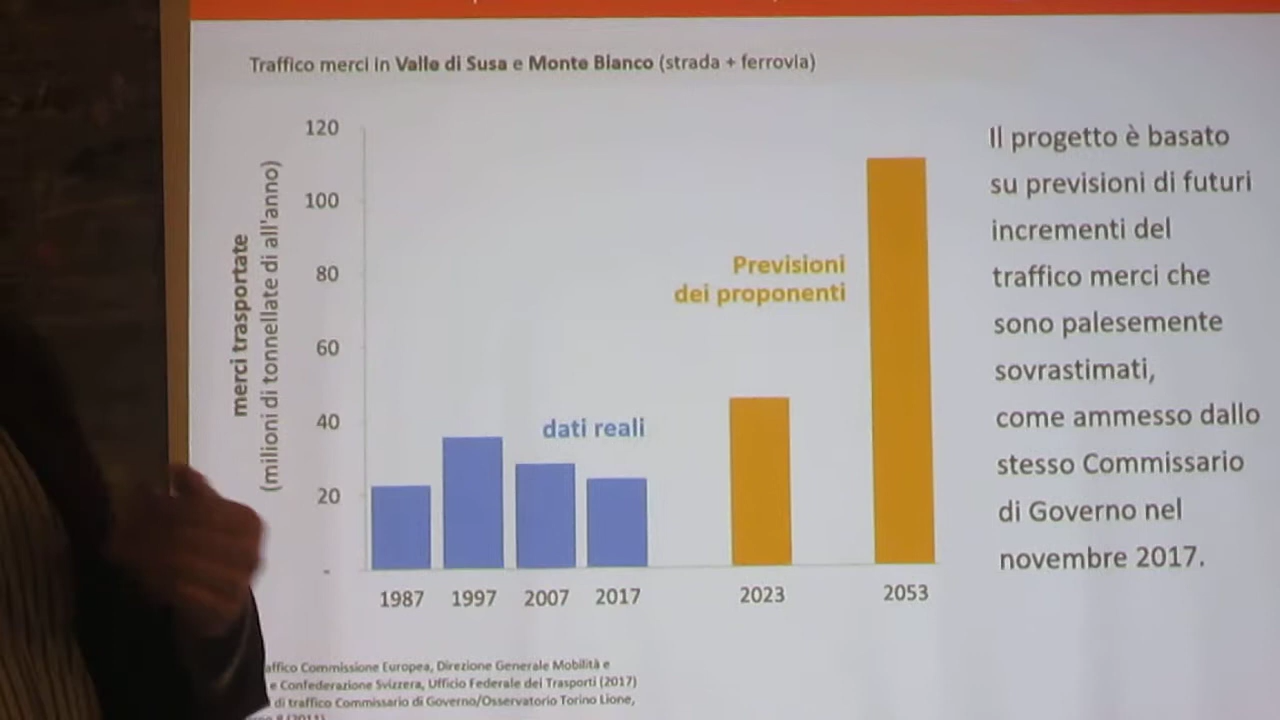 Traffico merci in Valle di Susa e Monte Bianco (strada + ferrovia)
merci trasportate
(milioni di tonnellate di all'anno)
120
100
80
60
40
20
-
Previsioni
dei proponenti
dati reali
1987 1997 2007 2017 2023 2053
Il progetto è basato
su previsioni di futuri
incrementi del
traffico merci che
sono palesemente
sovrastimati,
come ammesso dallo
stesso Commissario
di Governo nel
novembre 2017.
affico Commissione Europea, Direzione Generale Mobilità e
e Confederazione Svizzera, Ufficio Federale dei Trasporti (2017)
di traffico Commissario di Governo/Osservatorio Torino Lione,